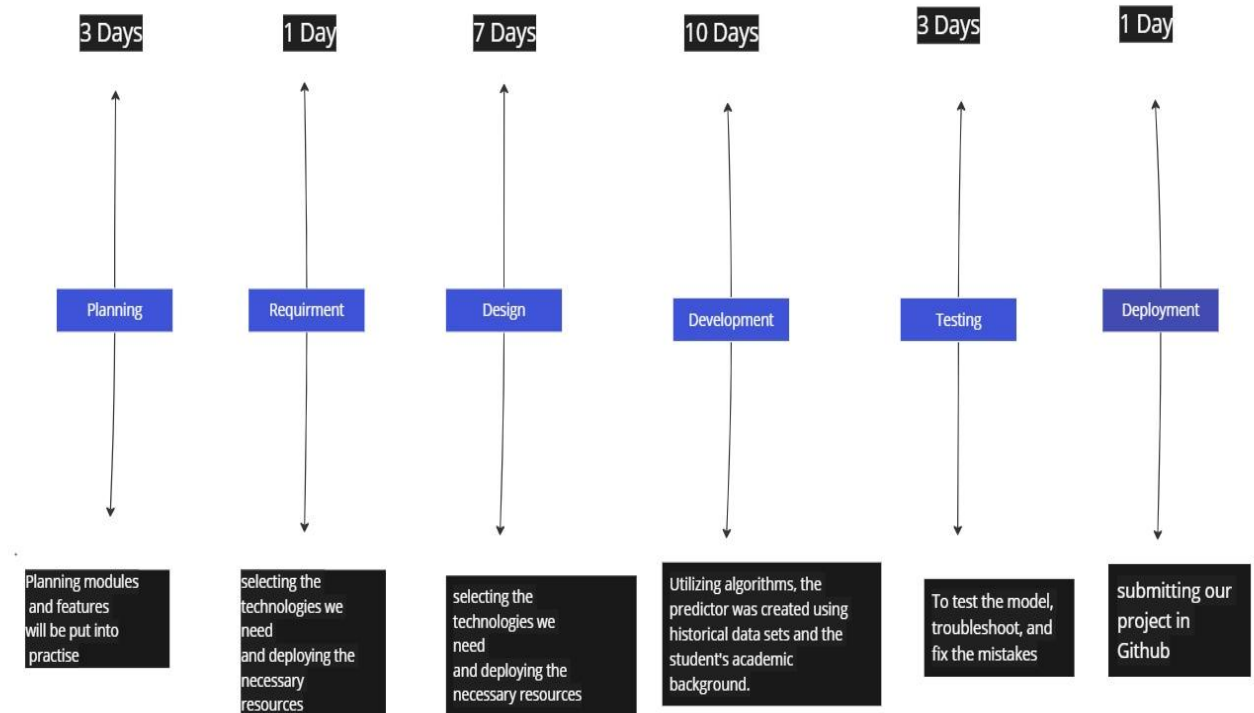 3 Days
1 Day
7 Days
10 Days
3 Days
1 Day
Planning
Requirment
Design
Development
Testing
Deployment
Planning modules
and features
will be put into
practise
selecting the
technologies we
need
and deploying the
necessary
resources
selecting the
technologies we
need
and deploying the
necessary resources
Utilizing algorithms, the
predictor was created using
historical data sets and the
student's academic
background.
To test the model,
troubleshoot, and
fix the mistakes
submitting our
project in
Github